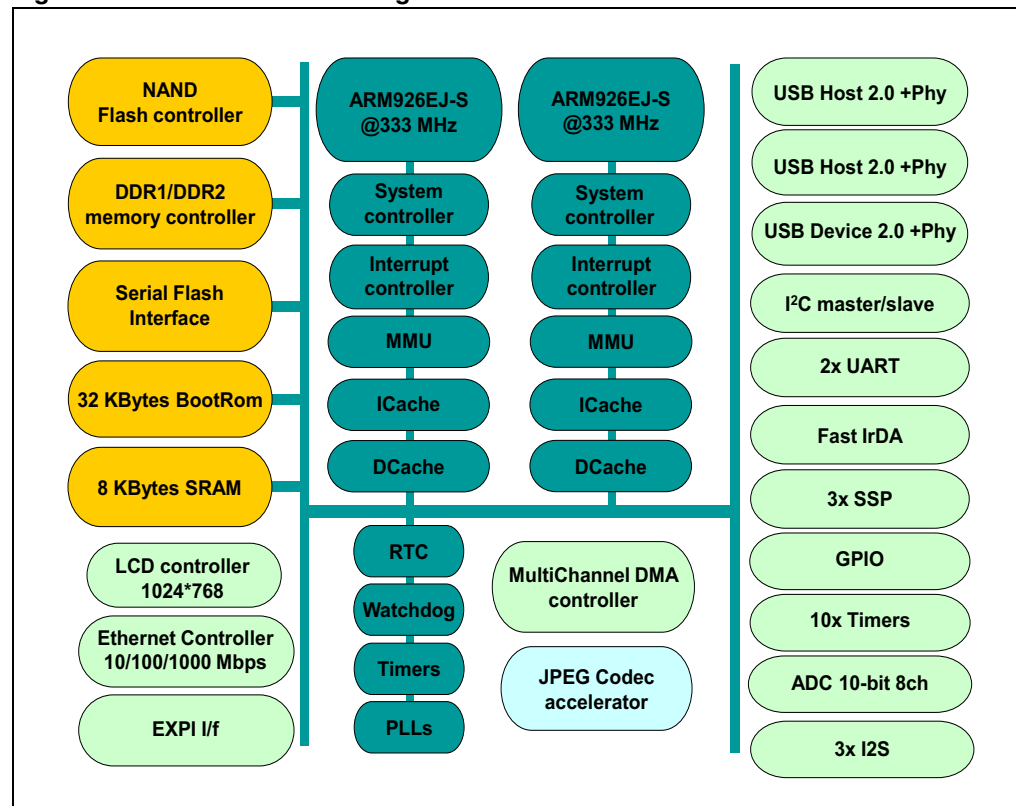 NAND
Flash controller
DDR1/DDR2
memory controller
Serial Flash
Interface
32 KBytes BootRom
8 KBytes SRAM
LCD controller
1024*768
Ethernet Controller
10/100/1000 Mbps
EXPI I/f
ARM926EJ-S
@333 MHz
System
controller
Interrupt
controller
MMU
ICache
DCache
RTC
Watchdog
Timers
PLLs
ARM926EJ-S
@333 MHz
System
controller
Interrupt
controller
MMU
ICache
DCache
MultiChannel DMA
controller
JPEG Codec
accelerator
USB Host 2.0 +Phy
USB Host 2.0 +Phy
USB Device 2.0 +Phy
I²C master/slave
2x UART
Fast IrDA
3x SSP
GPIO
10x Timers
ADC 10-bit 8ch
3x I2S